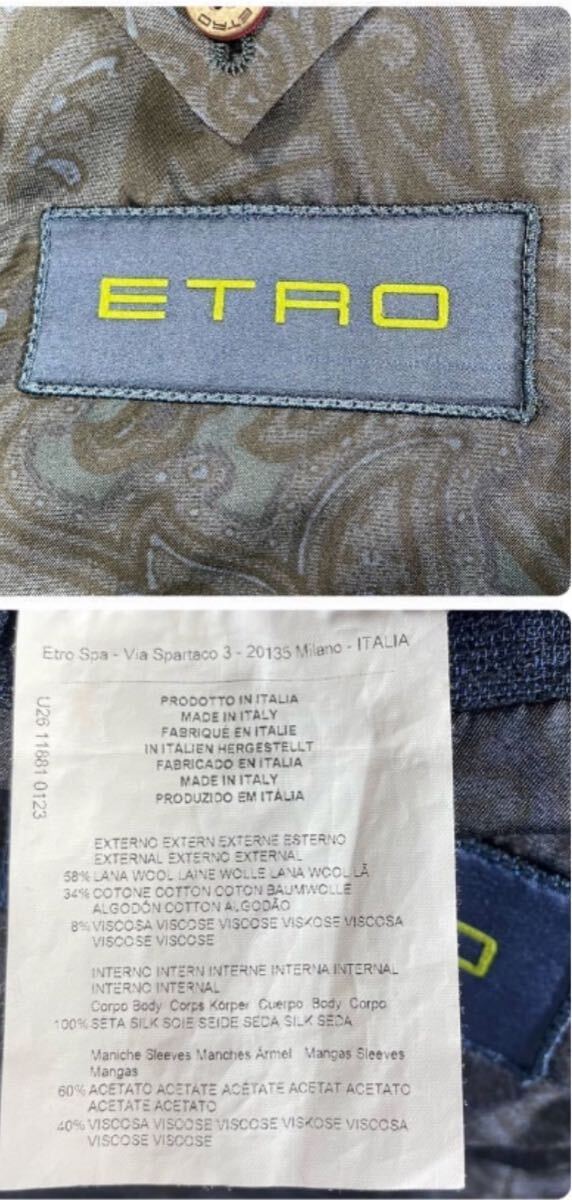 ETRO
ETRO
Etro Spa - Via Spartaco 3 - 20135 Milano - ITALIA
U26 11881 0123
PRODOTTO IN ITALIA
MADE IN ITALY
FABRIQUÉ EN ITALIE
IN ITALIEN HERGESTELLT
FABRICADO EN ITALIA
MADE IN ITALY
PRODUZIDO EM ITÁLIA
EXTERNO EXTERN EXTERNE ESTERNO
EXTERNAL EXTERNO EXTERNAL
58% LANA WOOL LAINE WOLLE LANA WOOL LÃ
34% COTONE COTTON COTON BAUMWOLLE
ALGODÓN COTTON ALGODÃO
8% VISCOSA VISCOSE VISCOSE VISKOSE VISCOSA
VISCOSE VISCOSE
INTERNO INTERN INTERNE INTERNA INTERNAL
INTERNO INTERNAL
Corpo Body Corps Körper Cuerpo Body Corpo
100% SETA SILK SOIE SEIDE SEDA SILK SEDA
Maniche Sleeves Manches Ärmel Mangas Sleeves
Mangas
60% ACETATO ACETATE ACÉTATE ACETAT ACETATO
ACETATE ACETATO
40% VISCOSA VISCOSE VISCOSE VISKOSE VISCOSA
VISCOSE VISCOSE
O